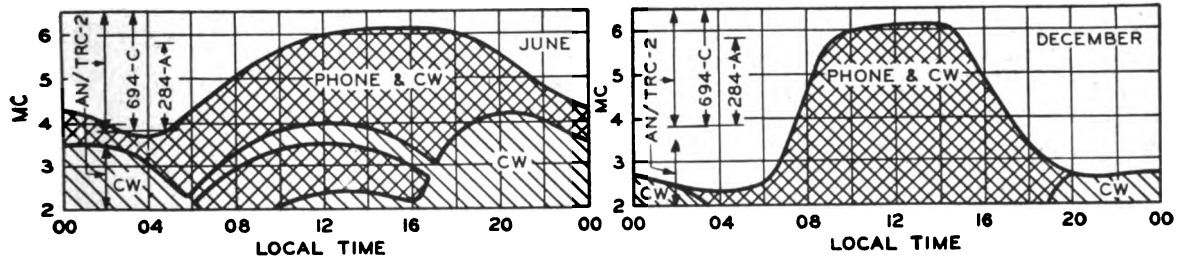 6
5
4
3
2
MC
AN/TRC-2
694-C
284-A
JUNE
PHONE & CW
CW
CW
00 04 08 12 16 20 00
LOCAL TIME
6
5
4
3
2
MC
AN/TRC-2
694-C
284-A
DECEMBER
PHONE & CW
CW
CW
00 04 08 12 16 20 00
LOCAL TIME